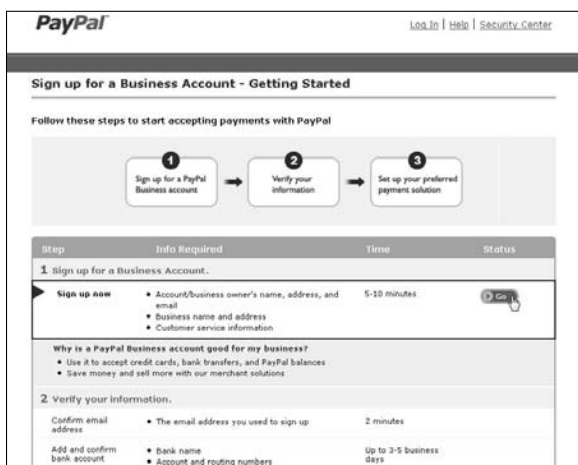 PayPal
Log In | Help | Security Center
Sign up for a Business Account - Getting Started
Follow these steps to start accepting payments with PayPal
1 2 3
Sign up for a PayPal Business account
Verify your information
Set up your preferred payment solution
Step Info Required Time Status
1 Sign up for a Business Account.
Sign up now • Account/business owner's name, address, and email 5-10 minutes Go
• Business name and address
• Customer service information
Why is a PayPal Business account good for my business?
• Use it to accept credit cards, bank transfers, and PayPal balances
• Save money and sell more with our merchant solutions
2 Verify your information.
Confirm email address • The email address you used to sign up 2 minutes
Add and confirm bank account • Bank name Up to 3-5 business days
• Account and routing numbers